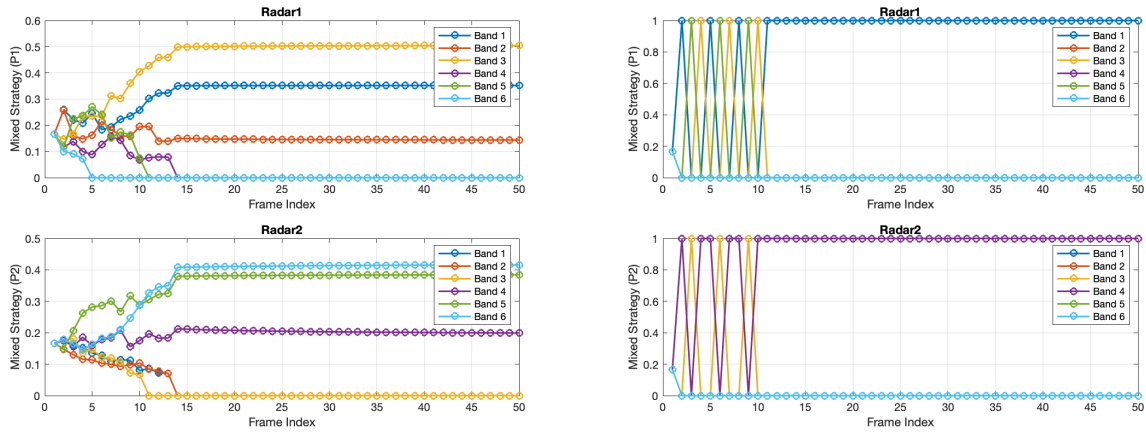 Radar1
0.6
0.5
0.4
0.3
0.2
0.1
0
Mixed Strategy (P1)
Band 1
Band 2
Band 3
Band 4
Band 5
Band 6
0 5 10 15 20 25 30 35 40 45 50
Frame Index
Radar1
1
0.8
0.6
0.4
0.2
0
Mixed Strategy (P1)
Band 1
Band 2
Band 3
Band 4
Band 5
Band 6
0 5 10 15 20 25 30 35 40 45 50
Frame Index
Radar2
0.5
0.4
0.3
0.2
0.1
0
Mixed Strategy (P2)
Band 1
Band 2
Band 3
Band 4
Band 5
Band 6
0 5 10 15 20 25 30 35 40 45 50
Frame Index
Radar2
1
0.8
0.6
0.4
0.2
0
Mixed Strategy (P2)
Band 1
Band 2
Band 3
Band 4
Band 5
Band 6
0 5 10 15 20 25 30 35 40 45 50
Frame Index